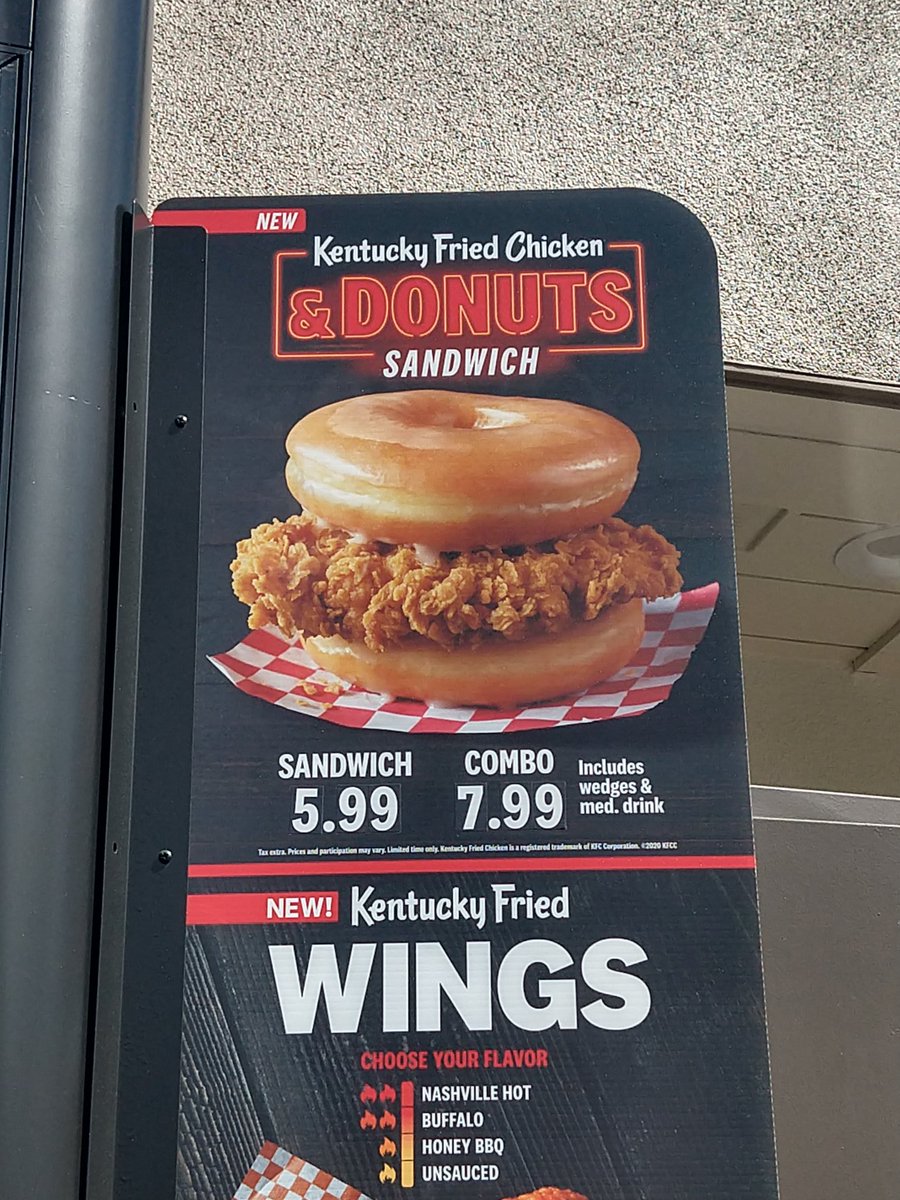 NEW
Kentucky Fried Chicken
& DONUTS
SANDWICH
SANDWICH
5.99
COMBO
7.99
Includes
wedges &
med. drink
Tax extra. Prices and participation may vary. Limited time only. Kentucky Fried Chicken is a registered trademark of KFC Corporation. ©2020 KFCC
NEW! Kentucky Fried
WINGS
CHOOSE YOUR FLAVOR
NASHVILLE HOT
BUFFALO
HONEY BBQ
UNSAUCED